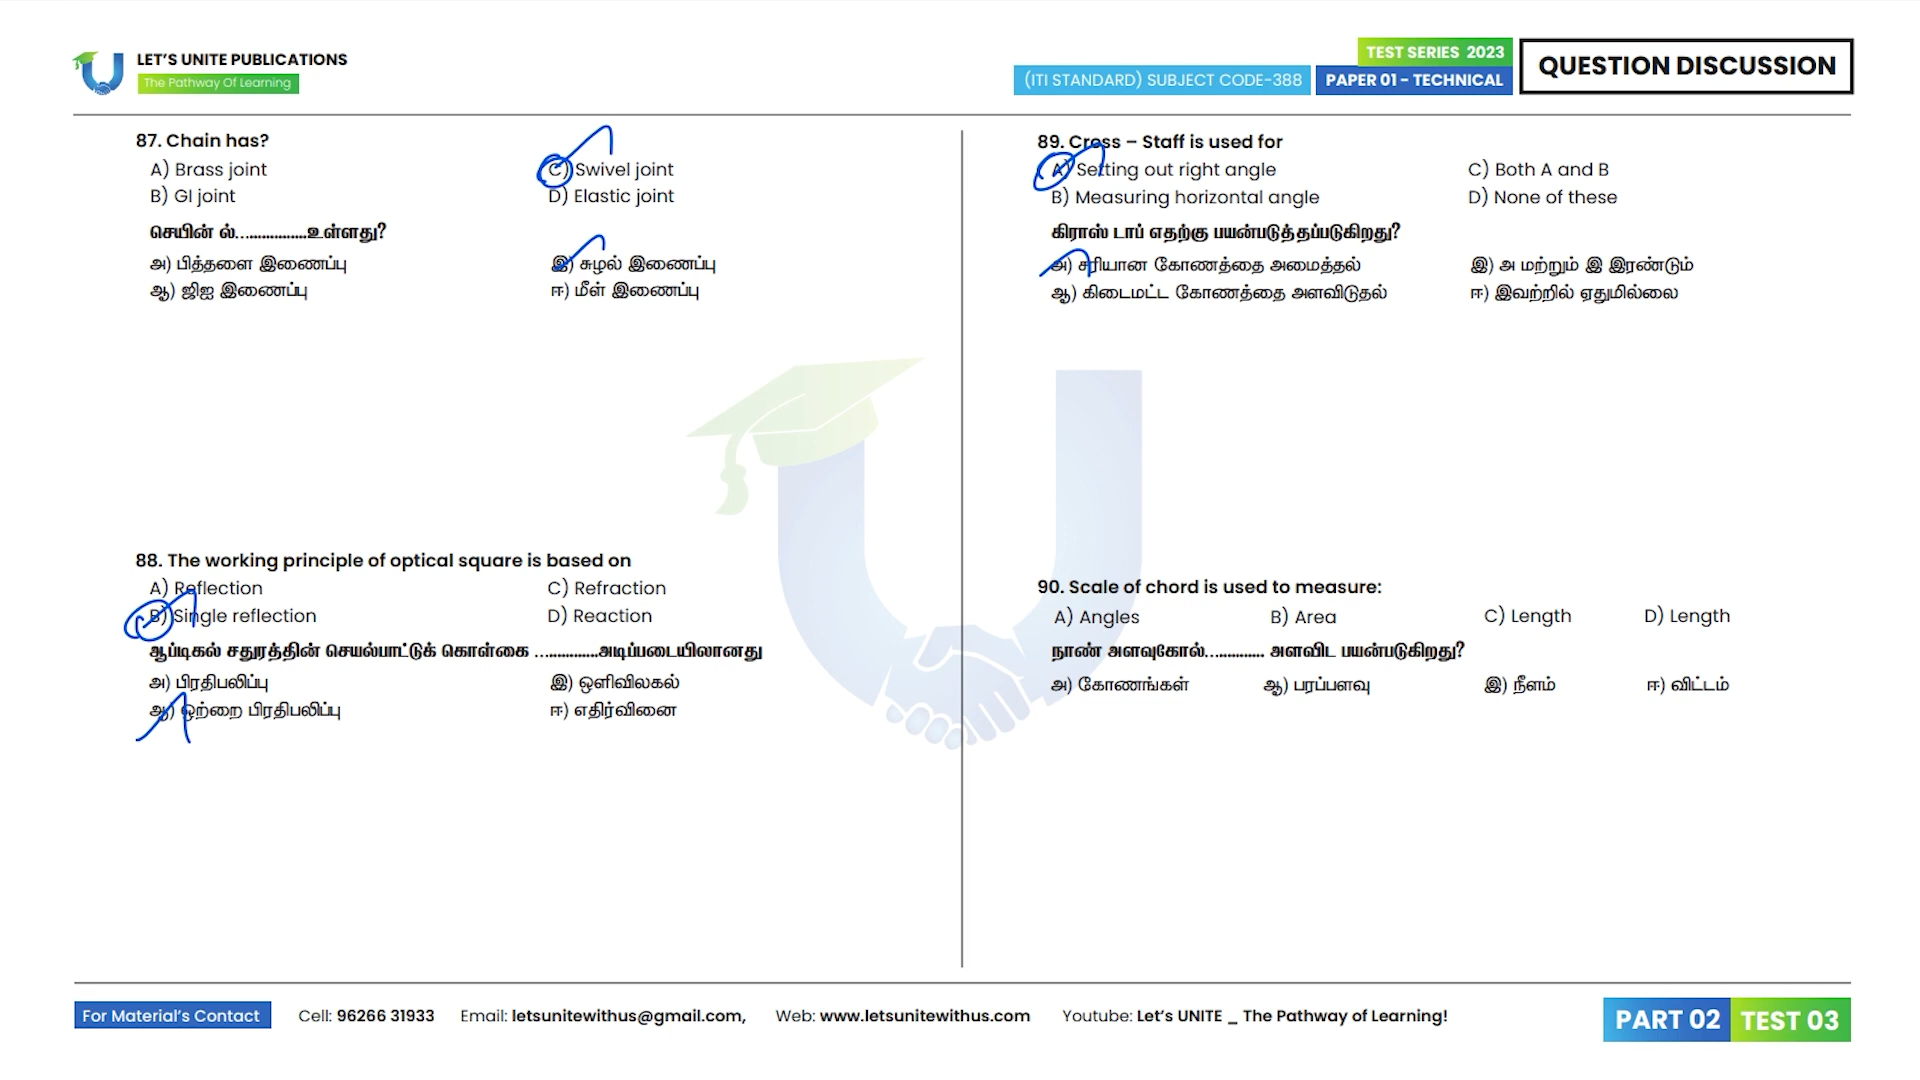 LET'S UNITE PUBLICATIONS
The Pathway Of Learning
TEST SERIES 2023
(ITI STANDARD) SUBJECT CODE-388
PAPER 01 - TECHNICAL
QUESTION DISCUSSION
87. Chain has?
A) Brass joint
C) Swivel joint
B) GI joint
D) Elastic joint
செயின் ல்..................உள்ளது?
அ) பித்தளை இணைப்பு
இ) சுழல் இணைப்பு
ஆ) ஜிஐ இணைப்பு
ஈ) மீள் இணைப்பு
88. The working principle of optical square is based on
A) Reflection
C) Refraction
B) Single reflection
D) Reaction
ஆப்டிகல் சதுரத்தின் செயல்பாட்டுக் கொள்கை ...............அடிப்படையிலானது
அ) பிரதிபலிப்பு
இ) ஒளிவிலகல்
ஆ) ஒற்றை பிரதிபலிப்பு
ஈ) எதிர்வினை
89. Cross – Staff is used for
A) Setting out right angle
C) Both A and B
B) Measuring horizontal angle
D) None of these
கிராஸ் டாப் எதற்கு பயன்படுத்தப்படுகிறது?
அ) சரியான கோணத்தை அமைத்தல்
இ) அ மற்றும் இ இரண்டும்
ஆ) கிடைமட்ட கோணத்தை அளவிடுதல்
ஈ) இவற்றில் ஏதுமில்லை
90. Scale of chord is used to measure:
A) Angles B) Area C) Length D) Length
நாண் அளவுகோல்.............. அளவிட பயன்படுகிறது?
அ) கோணங்கள் ஆ) பரப்பளவு இ) நீளம் ஈ) விட்டம்
For Material's Contact
Cell: 96266 31933 Email: letsunitewithus@gmail.com, Web: www.letsunitewithus.com Youtube: Let's UNITE _ The Pathway of Learning!
PART 02 TEST 03